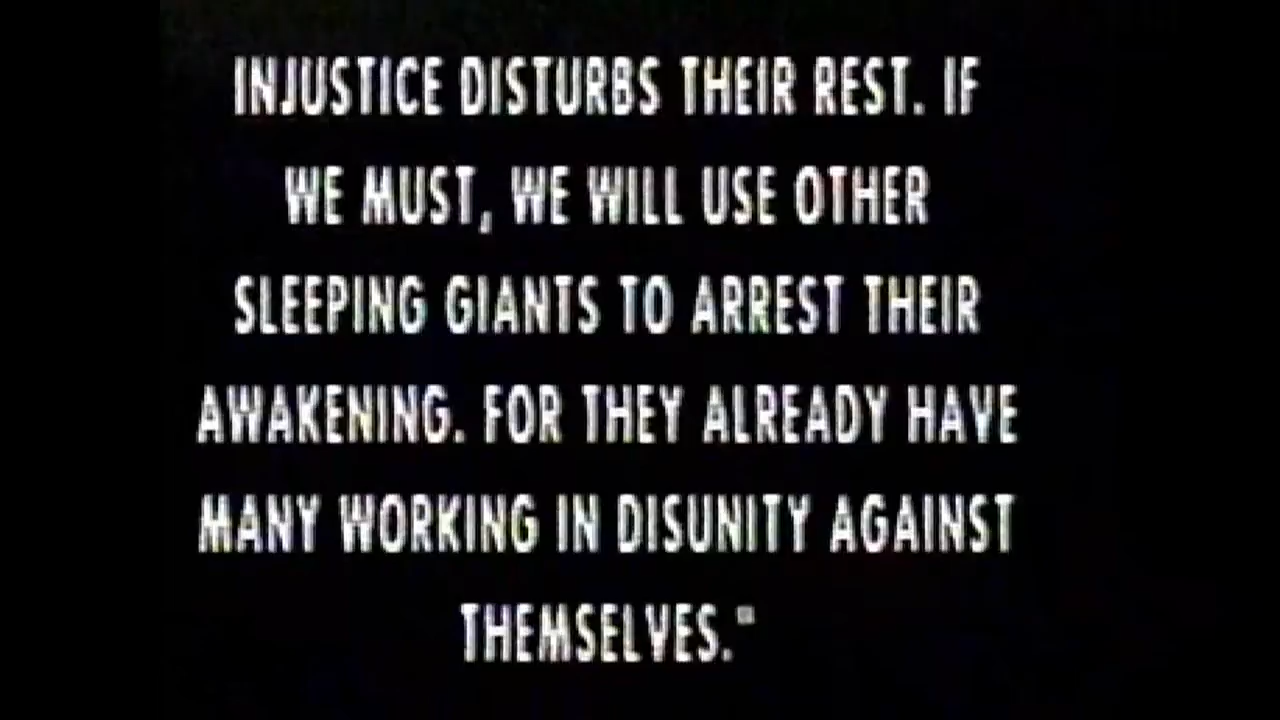 INJUSTICE DISTURBS THEIR REST. IF
WE MUST, WE WILL USE OTHER
SLEEPING GIANTS TO ARREST THEIR
AWAKENING. FOR THEY ALREADY HAVE
MANY WORKING IN DISUNITY AGAINST
THEMSELVES."